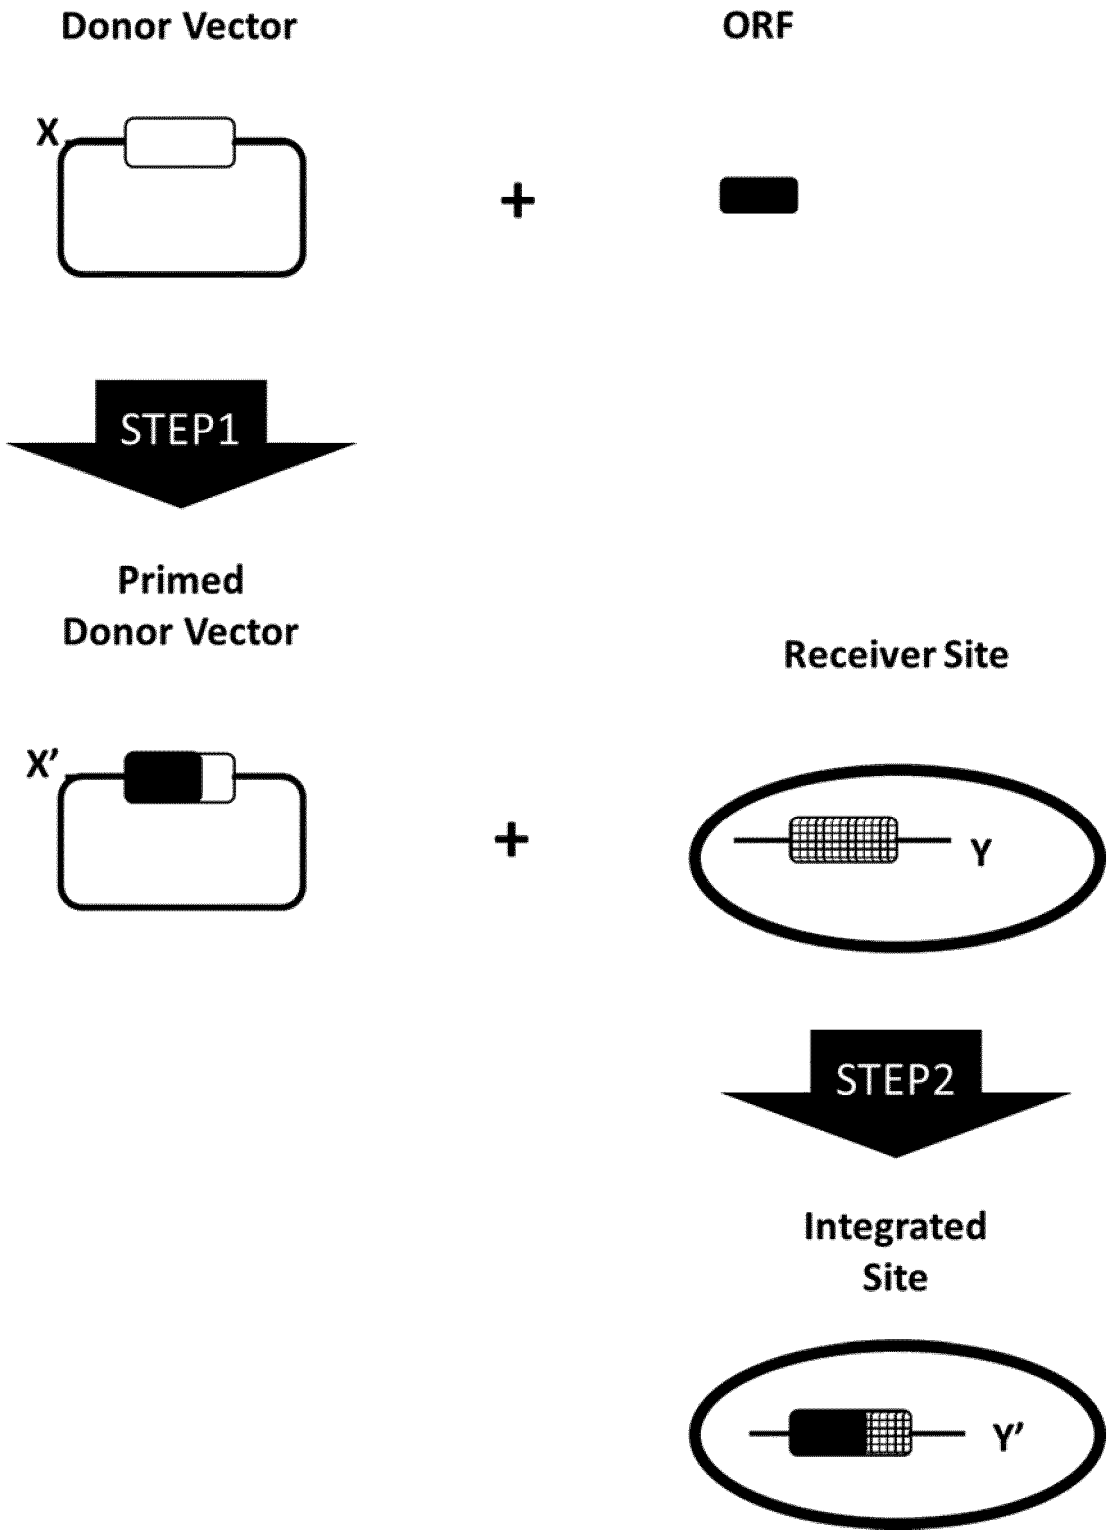 Donor Vector
ORF
X
+
STEP1
Primed
Donor Vector
Receiver Site
X’
+
Y
STEP2
Integrated
Site
Y’